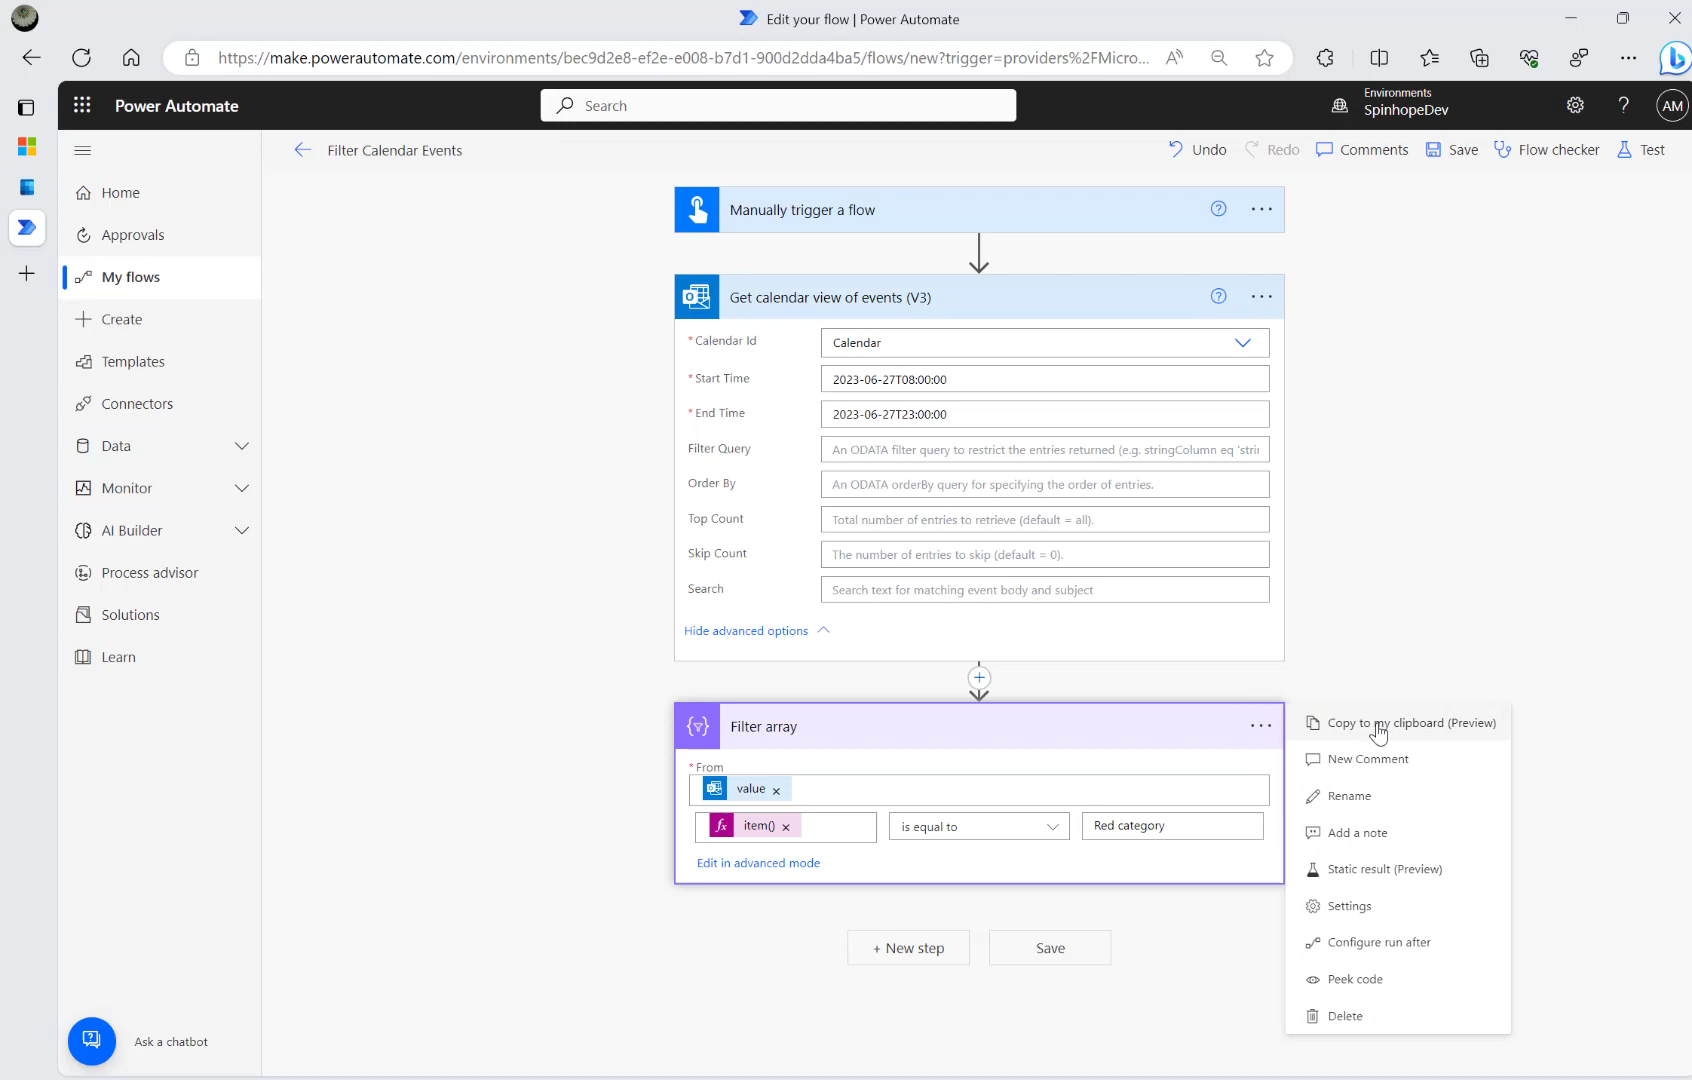 Edit your flow | Power Automate
https://make.powerautomate.com/environments/bec9d2e8-ef2e-e008-b7d1-900d2dda4ba5/flows/new?trigger=providers%2FMicro...
Power Automate
Search
Environments
SpinhopeDev
AM
Filter Calendar Events
Undo
Redo
Comments
Save
Flow checker
Test
Home
Approvals
My flows
Create
Templates
Connectors
Data
Monitor
AI Builder
Process advisor
Solutions
Learn
Ask a chatbot
Manually trigger a flow
Get calendar view of events (V3)
* Calendar Id
Calendar
* Start Time
2023-06-27T08:00:00
* End Time
2023-06-27T23:00:00
Filter Query
An ODATA filter query to restrict the entries returned (e.g. stringColumn eq 'stri
Order By
An ODATA orderBy query for specifying the order of entries.
Top Count
Total number of entries to retrieve (default = all).
Skip Count
The number of entries to skip (default = 0).
Search
Search text for matching event body and subject
Hide advanced options
Filter array
* From
value ×
fx item() ×
is equal to
Red category
Edit in advanced mode
+ New step
Save
Copy to my clipboard (Preview)
New Comment
Rename
Add a note
Static result (Preview)
Settings
Configure run after
Peek code
Delete